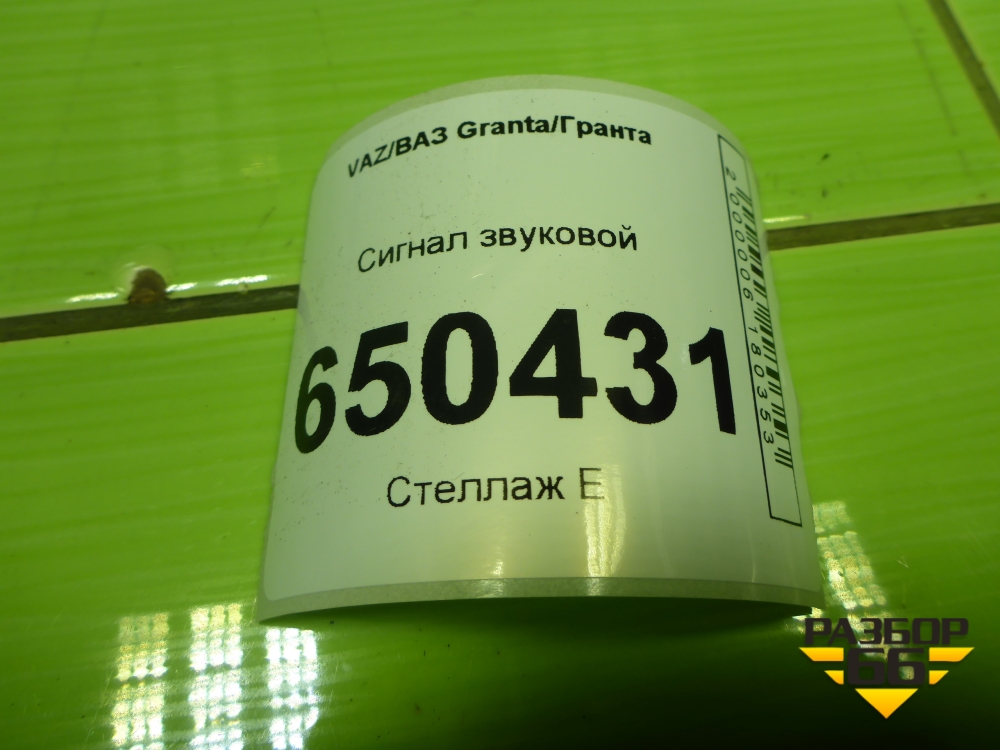 VAZ/ВАЗ Granta/Гранта
Сигнал звуковой
650431
Стеллаж Е
2000006180353
РАЗБОР
66